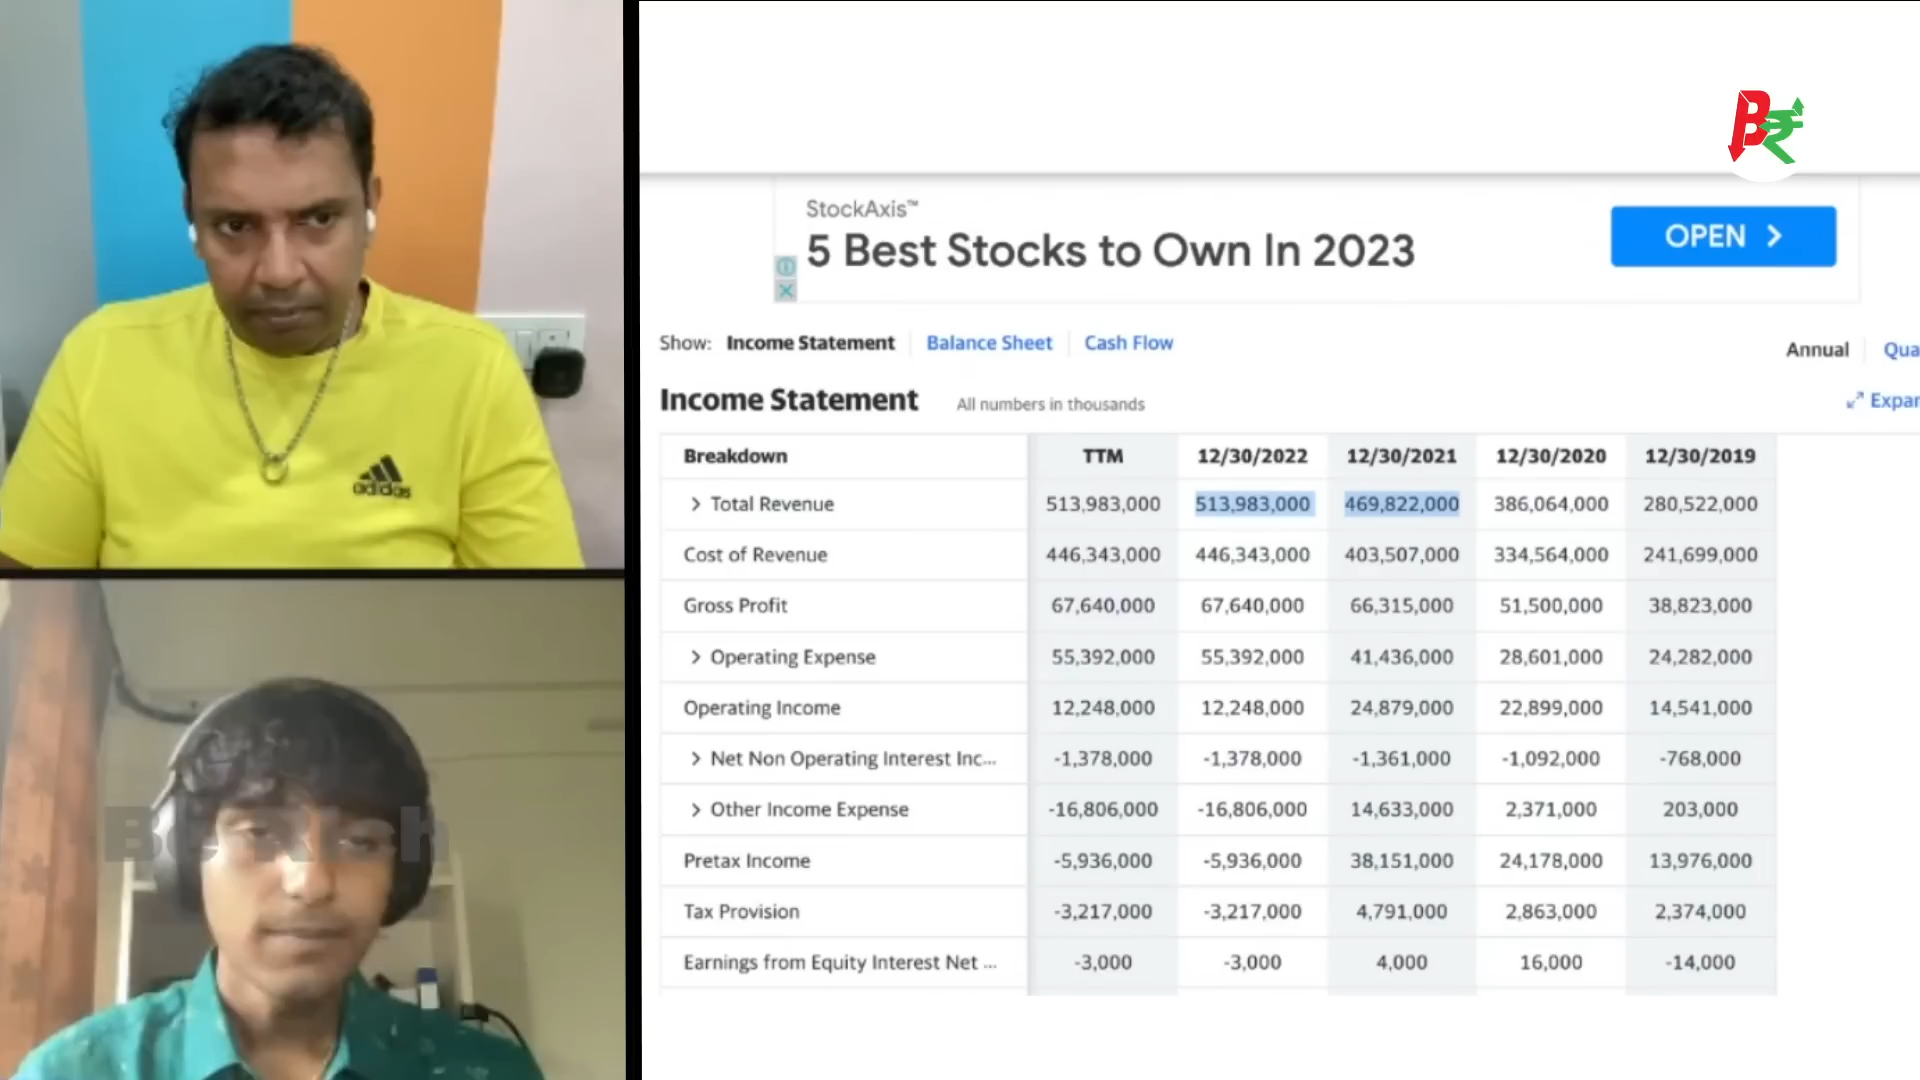 adidas
StockAxis™
5 Best Stocks to Own In 2023
OPEN >
Show: Income Statement Balance Sheet Cash Flow
Annual Qua
Income Statement All numbers in thousands
Expan
Breakdown TTM 12/30/2022 12/30/2021 12/30/2020 12/30/2019
> Total Revenue 513,983,000 513,983,000 469,822,000 386,064,000 280,522,000
Cost of Revenue 446,343,000 446,343,000 403,507,000 334,564,000 241,699,000
Gross Profit 67,640,000 67,640,000 66,315,000 51,500,000 38,823,000
> Operating Expense 55,392,000 55,392,000 41,436,000 28,601,000 24,282,000
Operating Income 12,248,000 12,248,000 24,879,000 22,899,000 14,541,000
> Net Non Operating Interest Inc... -1,378,000 -1,378,000 -1,361,000 -1,092,000 -768,000
> Other Income Expense -16,806,000 -16,806,000 14,633,000 2,371,000 203,000
Pretax Income -5,936,000 -5,936,000 38,151,000 24,178,000 13,976,000
Tax Provision -3,217,000 -3,217,000 4,791,000 2,863,000 2,374,000
Earnings from Equity Interest Net ... -3,000 -3,000 4,000 16,000 -14,000